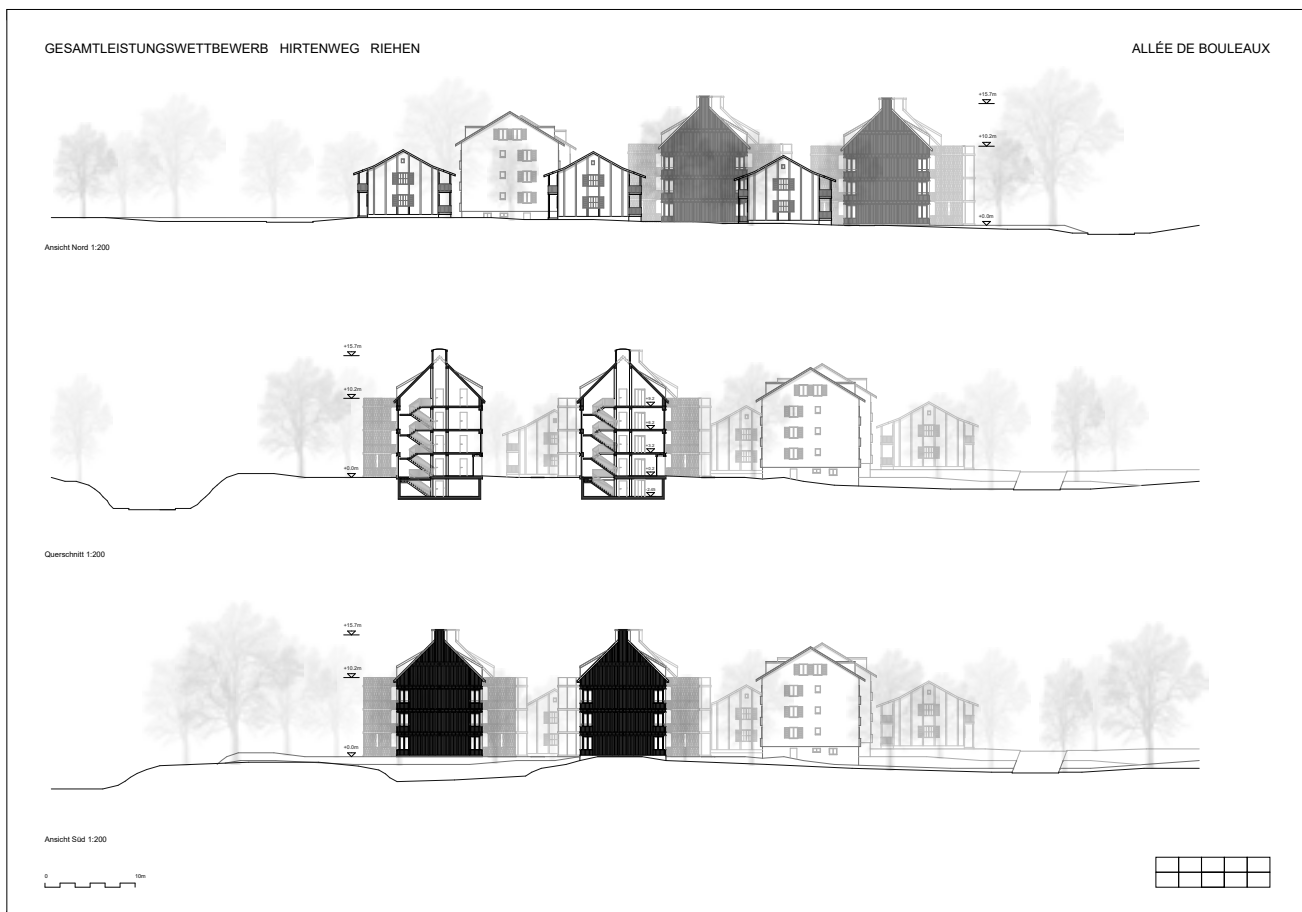 GESAMTLEISTUNGSWETTBEWERB HIRTENWEG RIEHEN
ALLÉE DE BOULEAUX
+15.7m
+10.2m
+0.0m
Ansicht Nord 1:200
+15.7m
+10.2m
+0.0m
Querschnitt 1:200
+15.7m
+10.2m
+0.0m
Ansicht Süd 1:200
0 10m